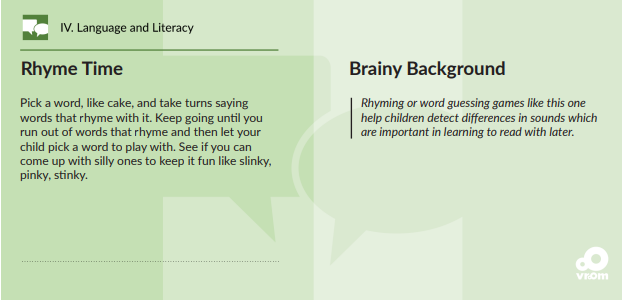 IV. Language and Literacy
Rhyme Time
Pick a word, like cake, and take turns saying
words that rhyme with it. Keep going until you
run out of words that rhyme and then let your
child pick a word to play with. See if you can
come up with silly ones to keep it fun like slinky,
pinky, stinky.
Brainy Background
Rhyming or word guessing games like this one
help children detect differences in sounds which
are important in learning to read with later.
vroom